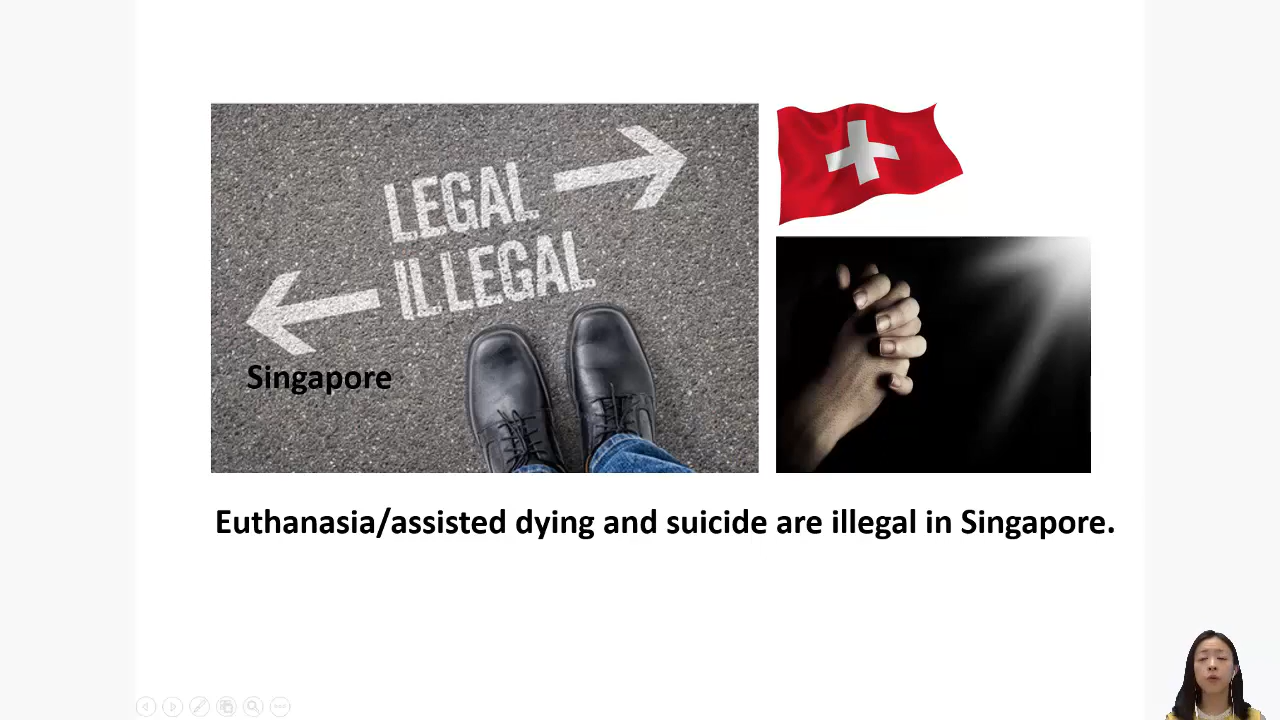 LEGAL
ILLEGAL
Singapore
Euthanasia/assisted dying and suicide are illegal in Singapore.